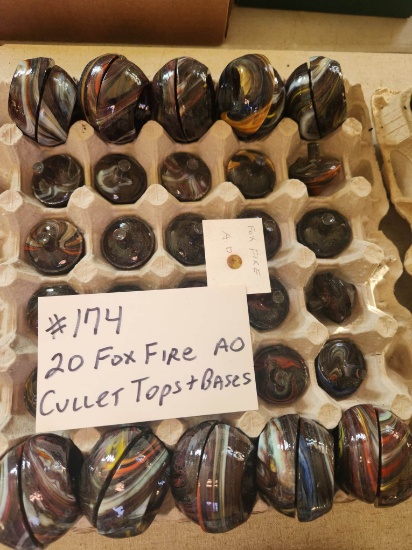 FOX FIRE
A D
#174
20 FOX FIRE AO
CULLET TOPS + BASES